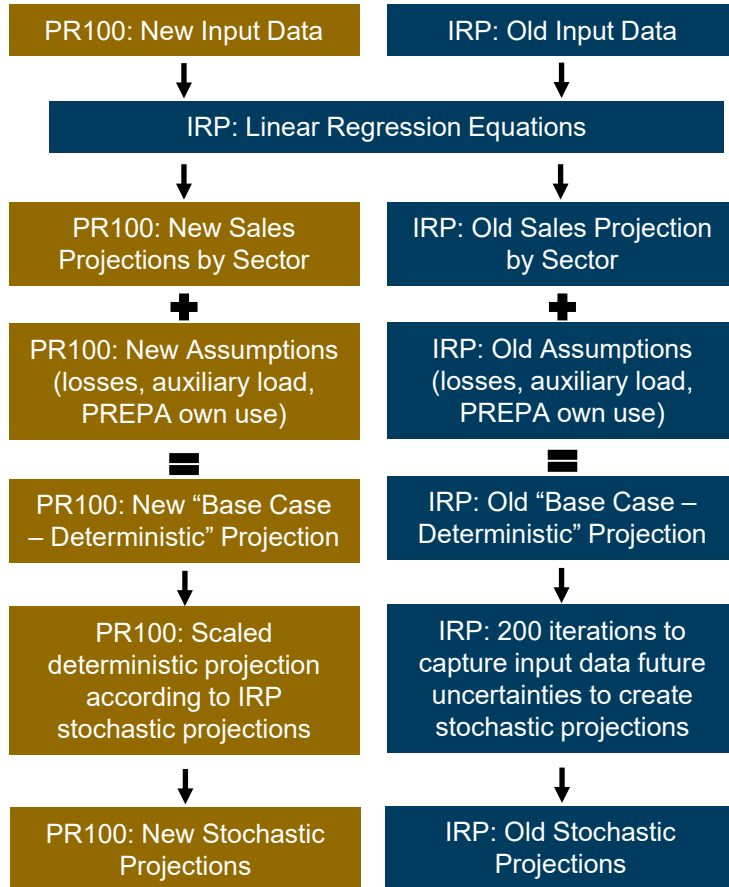 PR100: New Input Data
IRP: Old Input Data
IRP: Linear Regression Equations
PR100: New Sales
Projections by Sector
IRP: Old Sales Projection
by Sector
PR100: New Assumptions
(losses, auxiliary load,
PREPA own use)
IRP: Old Assumptions
(losses, auxiliary load,
PREPA own use)
PR100: New “Base Case
– Deterministic” Projection
IRP: Old “Base Case –
Deterministic” Projection
PR100: Scaled
deterministic projection
according to IRP
stochastic projections
IRP: 200 iterations to
capture input data future
uncertainties to create
stochastic projections
PR100: New Stochastic
Projections
IRP: Old Stochastic
Projections